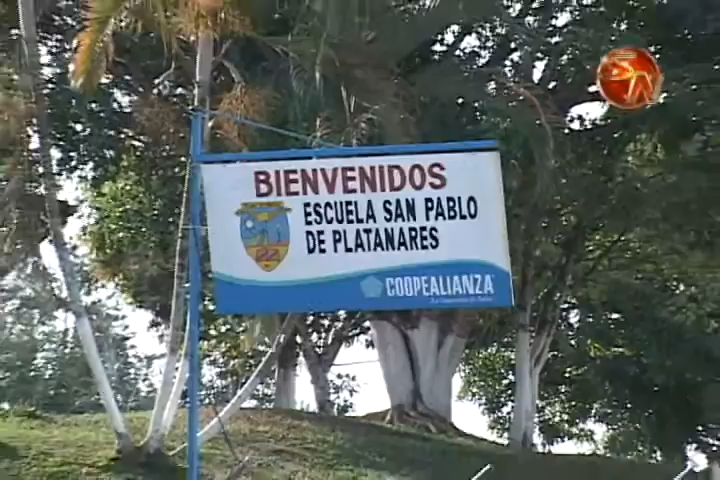 BIENVENIDOS
ESCUELA SAN PABLO
DE PLATANARES
COOPEALIANZA